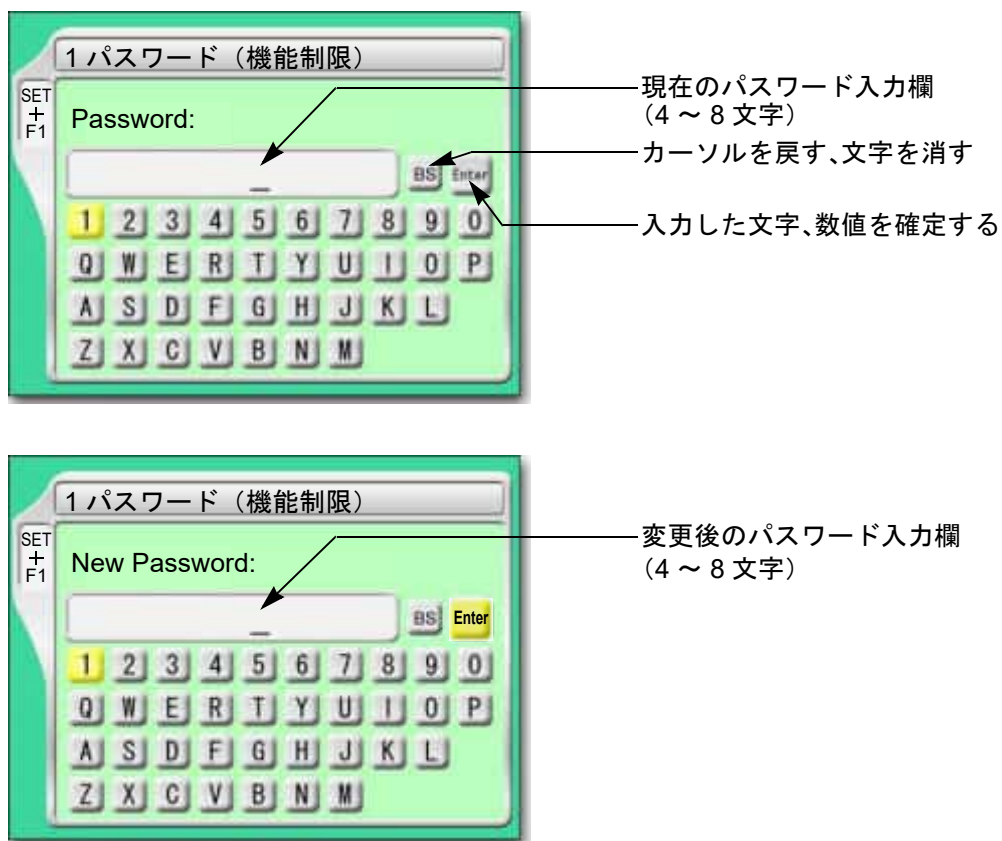 1 パスワード（機能制限）
SET
+
F1
Password:
現在のパスワード入力欄
（4 ～ 8 文字）
カーソルを戻す、文字を消す
BS Enter
入力した文字、数値を確定する
1 2 3 4 5 6 7 8 9 0
Q W E R T Y U I O P
A S D F G H J K L
Z X C V B N M
1 パスワード（機能制限）
SET
+
F1
New Password:
変更後のパスワード入力欄
（4 ～ 8 文字）
BS Enter
1 2 3 4 5 6 7 8 9 0
Q W E R T Y U I O P
A S D F G H J K L
Z X C V B N M